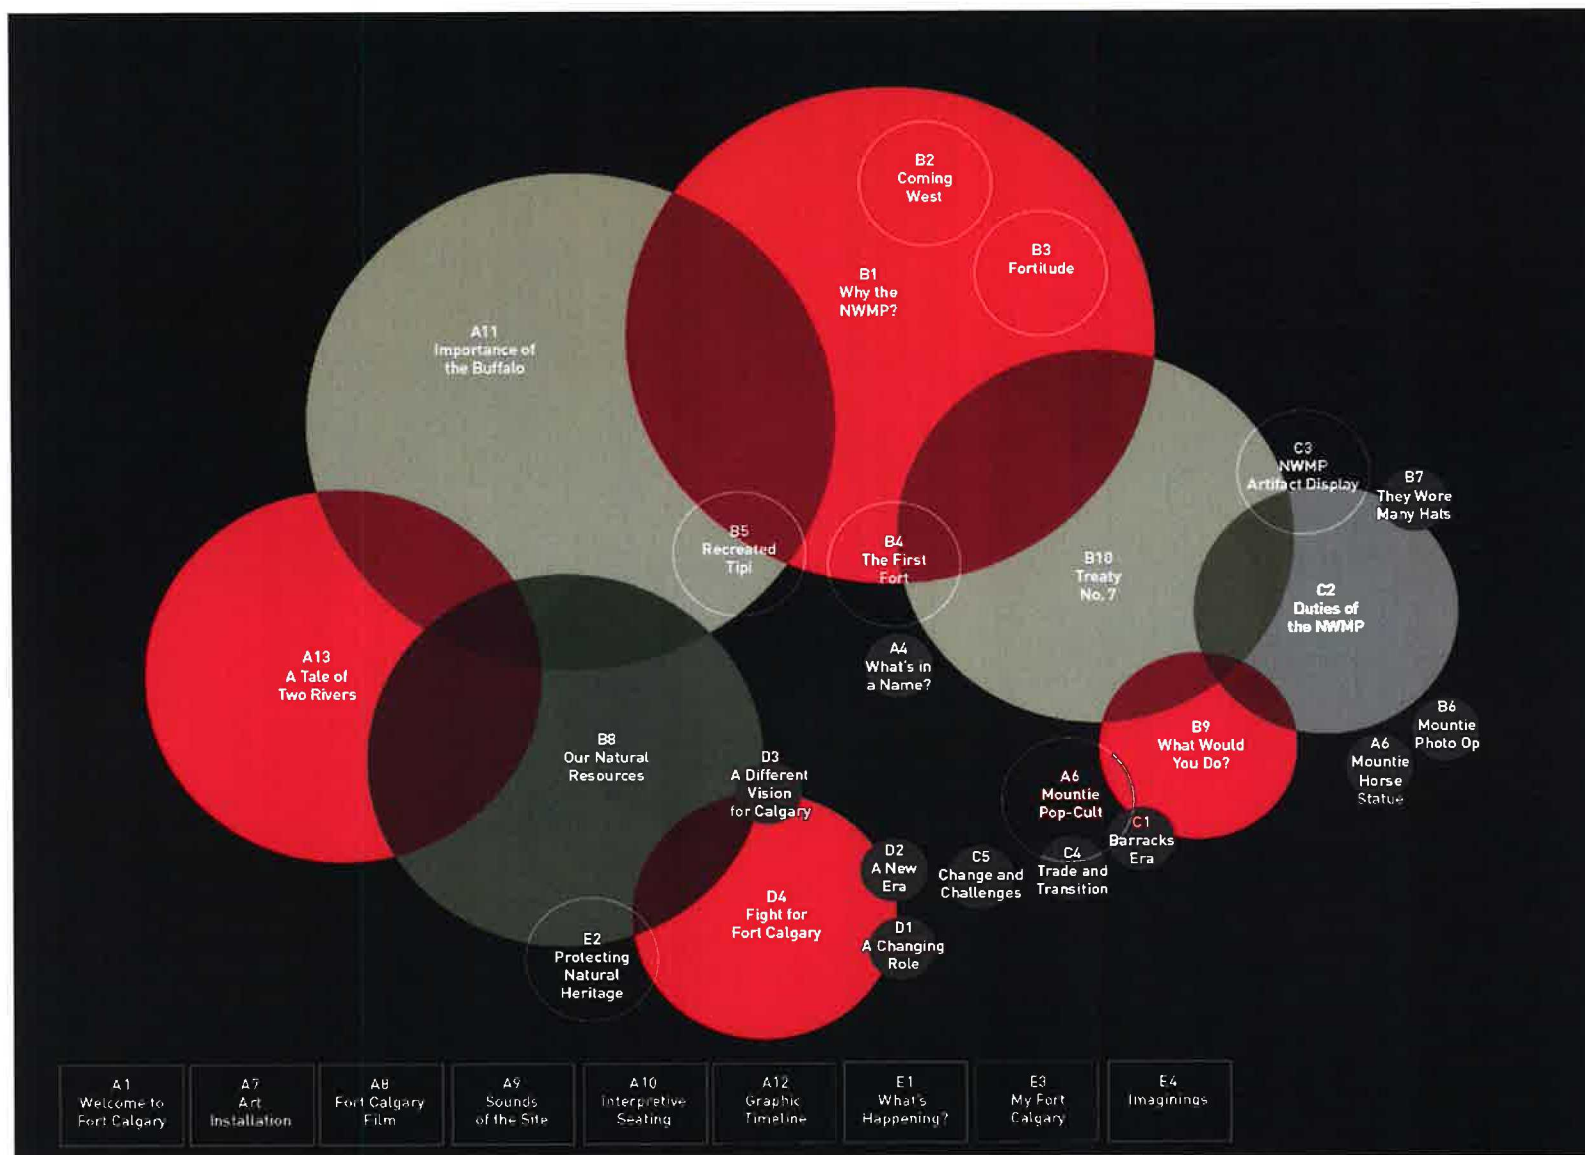 B2
Coming
West
B3
Fortitude
B1
Why the
NWMP?
A11
Importance of
the Buffalo
C3
NWMP
Artifact Display
B7
They Wore
Many Hats
B5
Recreated
Tipi
B4
The First
Fort
B10
Treaty
No. 7
C2
Duties of
the NWMP
A4
What's in
a Name?
A13
A Tale of
Two Rivers
B8
Our Natural
Resources
D3
A Different
Vision
for Calgary
B9
What Would
You Do?
B6
Mountie
Photo Op
A6
Mountie
Horse
Statue
A6
Mountie
Pop-Cult
C1
Barracks
Era
D2
A New
Era
C5
Change and
Challenges
C4
Trade and
Transition
D4
Fight for
Fort Calgary
D1
A Changing
Role
E2
Protecting
Natural
Heritage
A1
Welcome to
Fort Calgary
A7
Art
Installation
A8
Fort Calgary
Film
A9
Sounds
of the Site
A10
Interpretive
Seating
A12
Graphic
Timeline
E1
What's
Happening?
E3
My Fort
Calgary
E4
Imaginings